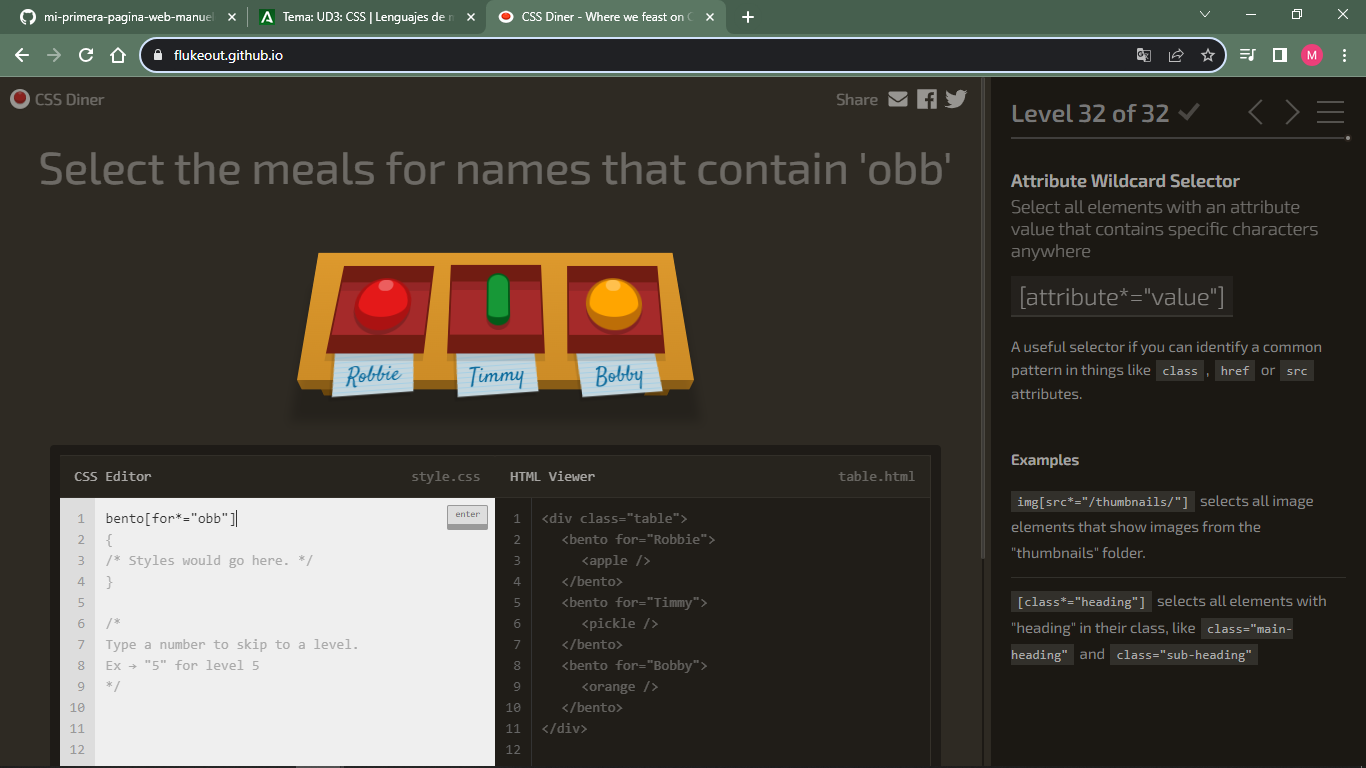 mi-primera-pagina-web-manuel
Tema: UD3: CSS | Lenguajes de m
CSS Diner - Where we feast on C
flukeout.github.io
M
CSS Diner
Share
Select the meals for names that contain 'obb'
Robbie
Timmy
Bobby
CSS Editor
style.css
1 bento[for*="obb"]
enter
2 {
3 /* Styles would go here. */
4 }
5
6 /*
7 Type a number to skip to a level.
8 Ex → "5" for level 5
9 */
10
11
12
HTML Viewer
table.html
1 <div class="table">
2 <bento for="Robbie">
3 <apple />
4 </bento>
5 <bento for="Timmy">
6 <pickle />
7 </bento>
8 <bento for="Bobby">
9 <orange />
10 </bento>
11 </div>
12
Level 32 of 32
Attribute Wildcard Selector
Select all elements with an attribute
value that contains specific characters
anywhere
[attribute*="value"]
A useful selector if you can identify a common
pattern in things like class , href or src
attributes.
Examples
img[src*="/thumbnails/"] selects all image
elements that show images from the
"thumbnails" folder.
[class*="heading"] selects all elements with
"heading" in their class, like class="main-
heading" and class="sub-heading"